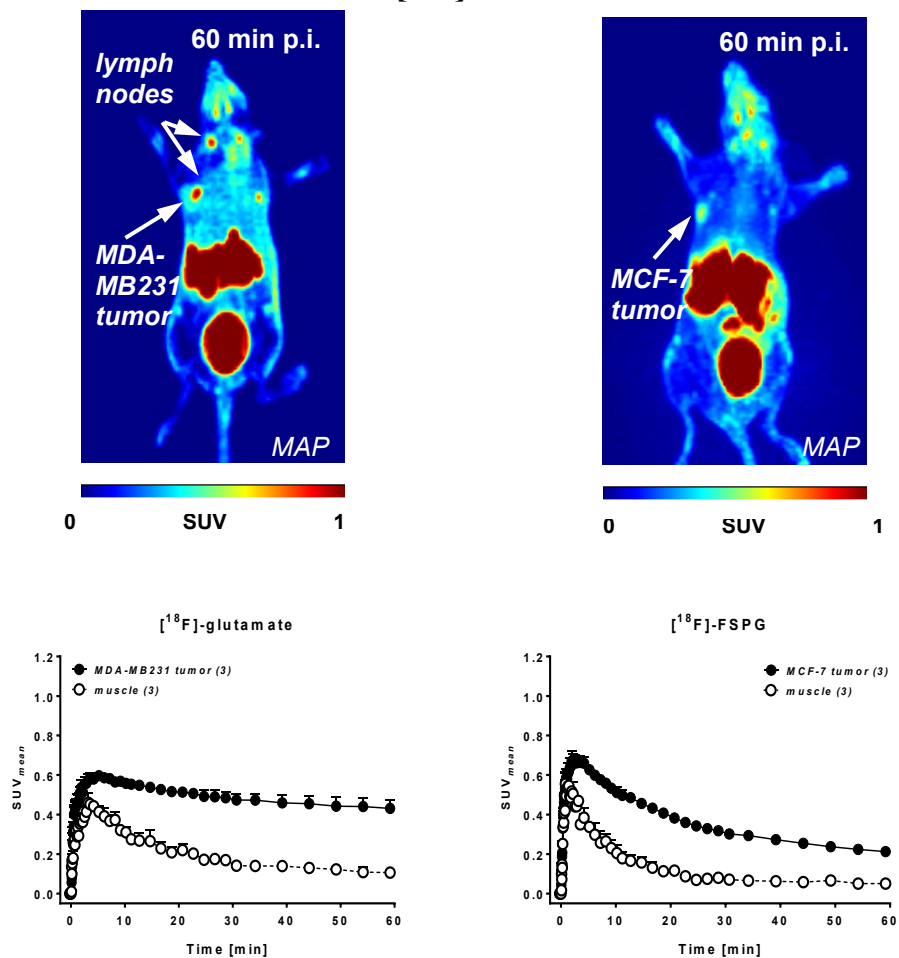 60 min p.i.
lymph
nodes
MDA-
MB231
tumor
MAP
0 SUV 1
60 min p.i.
MCF-7
tumor
MAP
0 SUV 1
[18F]-glutamate
MDA-MB231 tumor (3)
muscle (3)
1.2
1.0
0.8
0.6
0.4
0.2
0.0
SUVmean
0 10 20 30 40 50 60
Time [min]
[18F]-FSPG
MCF-7 tumor (3)
muscle (3)
1.2
1.0
0.8
0.6
0.4
0.2
0.0
SUVmean
0 10 20 30 40 50 60
Time [min]